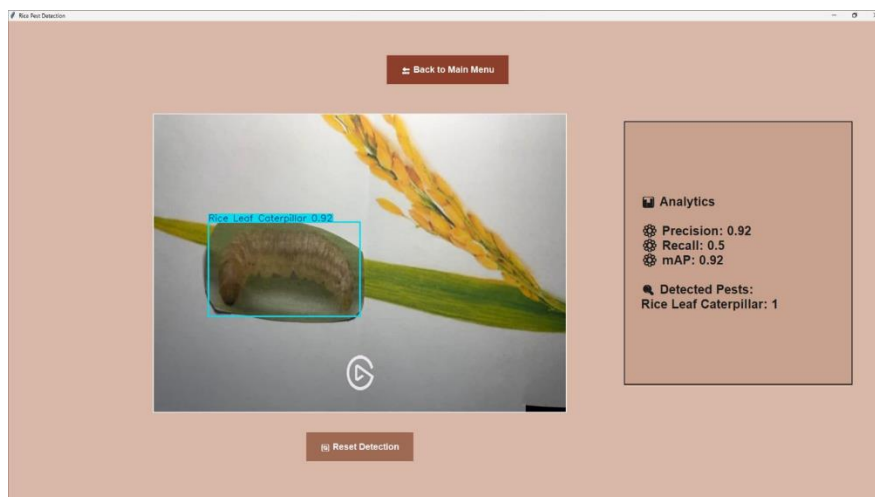 Rice Pest Detection
Back to Main Menu
Rice Leaf Caterpillar 0.92
Analytics
Precision: 0.92
Recall: 0.5
mAP: 0.92
Detected Pests:
Rice Leaf Caterpillar: 1
Reset Detection